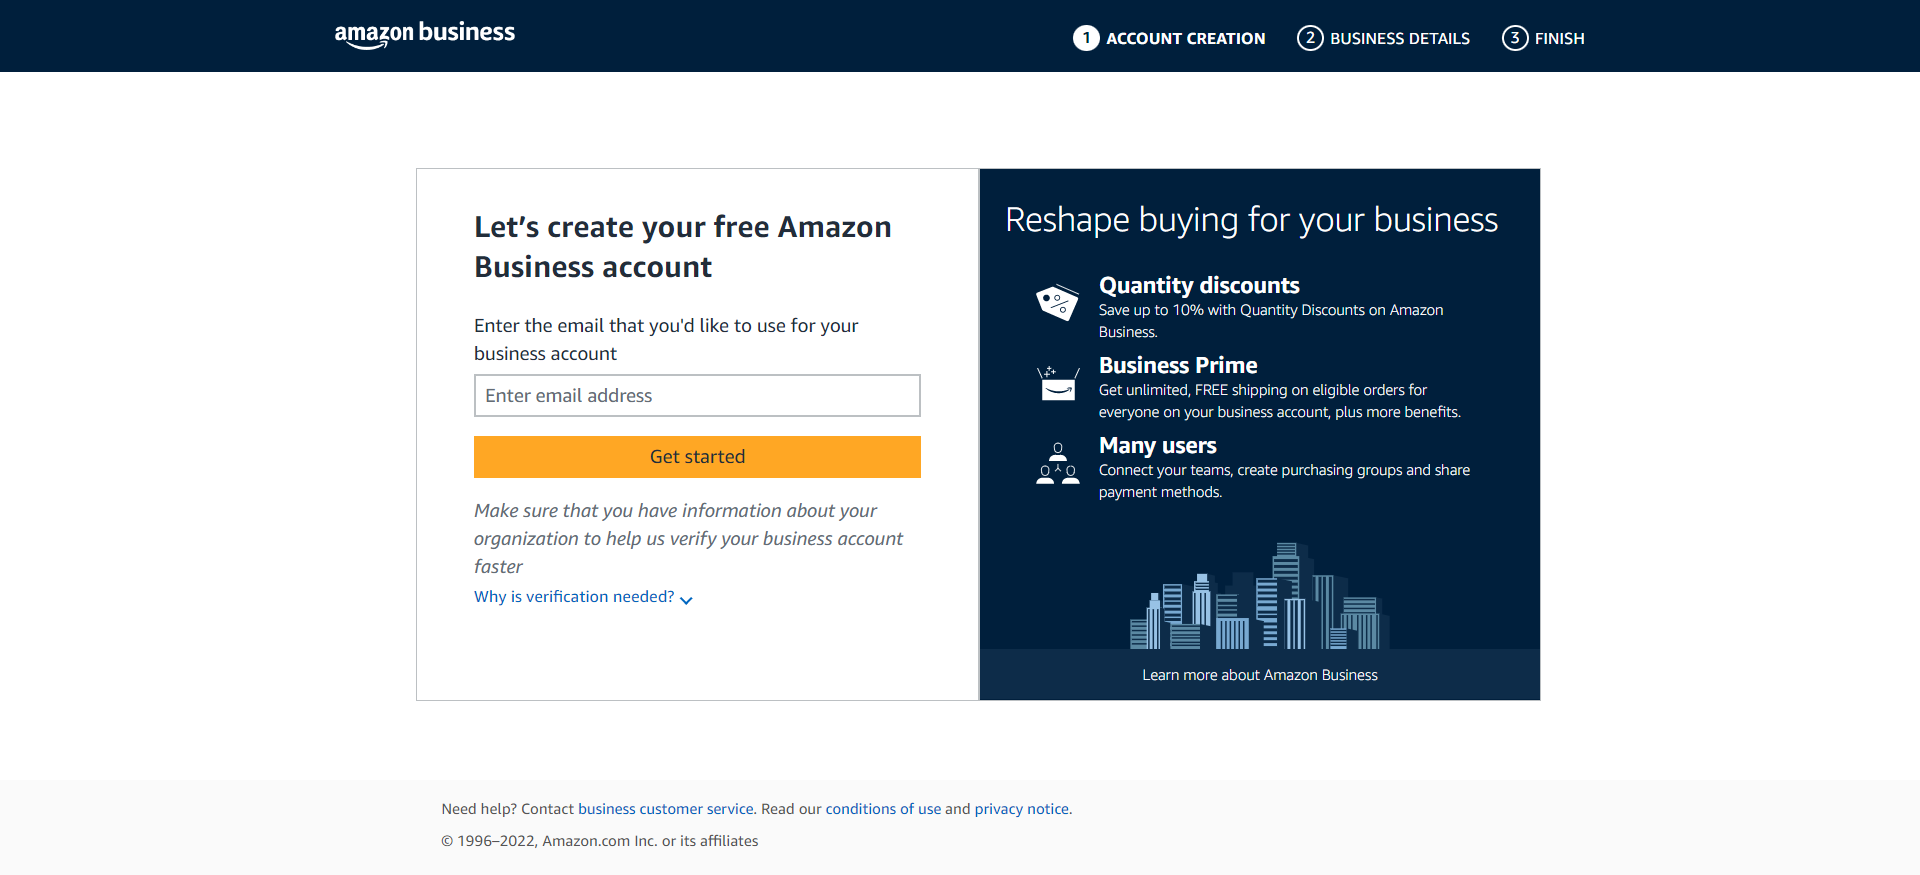 amazon business
1 ACCOUNT CREATION
2 BUSINESS DETAILS
3 FINISH
Let's create your free Amazon
Business account
Enter the email that you'd like to use for your
business account
Enter email address
Get started
Make sure that you have information about your
organization to help us verify your business account
faster
Why is verification needed?
Reshape buying for your business
Quantity discounts
Save up to 10% with Quantity Discounts on Amazon
Business.
Business Prime
Get unlimited, FREE shipping on eligible orders for
everyone on your business account, plus more benefits.
Many users
Connect your teams, create purchasing groups and share
payment methods.
Learn more about Amazon Business
Need help? Contact business customer service. Read our conditions of use and privacy notice.
© 1996–2022, Amazon.com Inc. or its affiliates